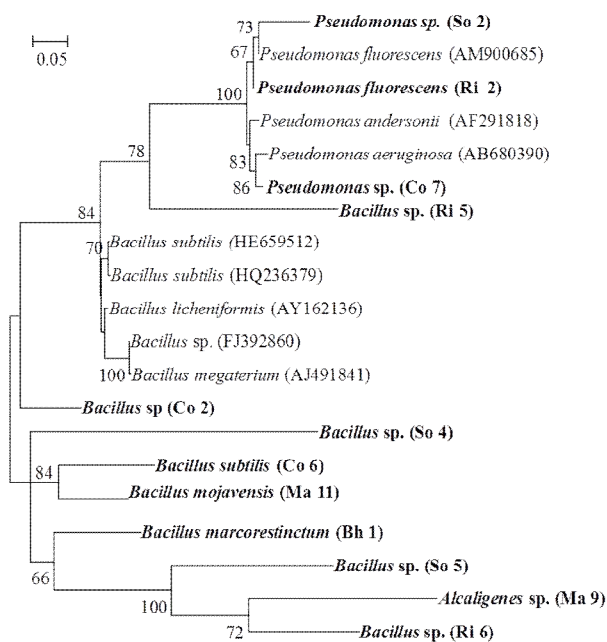 73
Pseudomonas sp. (So 2)
0.05
67
Pseudomonas fluorescens (AM900685)
100
Pseudomonas fluorescens (Ri 2)
Pseudomonas andersonii (AF291818)
78
83
Pseudomonas aeruginosa (AB680390)
86
Pseudomonas sp. (Co 7)
84
Bacillus sp. (Ri 5)
70
Bacillus subtilis (HE659512)
Bacillus subtilis (HQ236379)
Bacillus licheniformis (AY162136)
Bacillus sp. (FJ392860)
100
Bacillus megaterium (AJ491841)
Bacillus sp (Co 2)
Bacillus sp. (So 4)
84
Bacillus subtilis (Co 6)
Bacillus mojavensis (Ma 11)
Bacillus marcorestinctum (Bh 1)
66
Bacillus sp. (So 5)
100
Alcaligenes sp. (Ma 9)
72
Bacillus sp. (Ri 6)